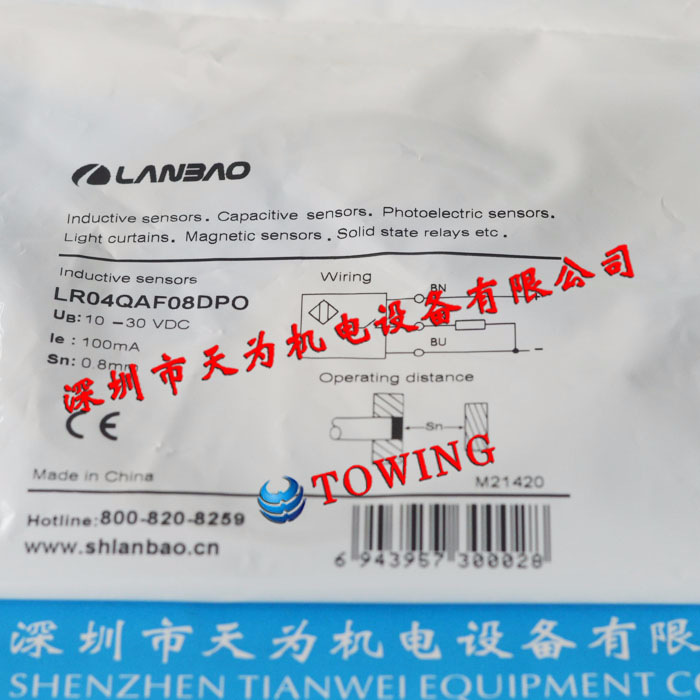 LANBAO
Inductive sensors. Capacitive sensors. Photoelectric sensors.
Light curtains. Magnetic sensors. Solid state relays etc.
Inductive sensors
LR04QAF08DPO
UB: 10 -30 VDC
Ie : 100mA
Sn: 0.8mm
Wiring
BN
+
BU
-
Operating distance
Sn
深圳市天为机电设备有限公司
TOWING
Made in China
M21420
Hotline:800-820-8259
www.shlanbao.cn
6 943957 300028
深圳市天为机电设备有限
SHENZHEN TIANWEI EQUIPMENT C